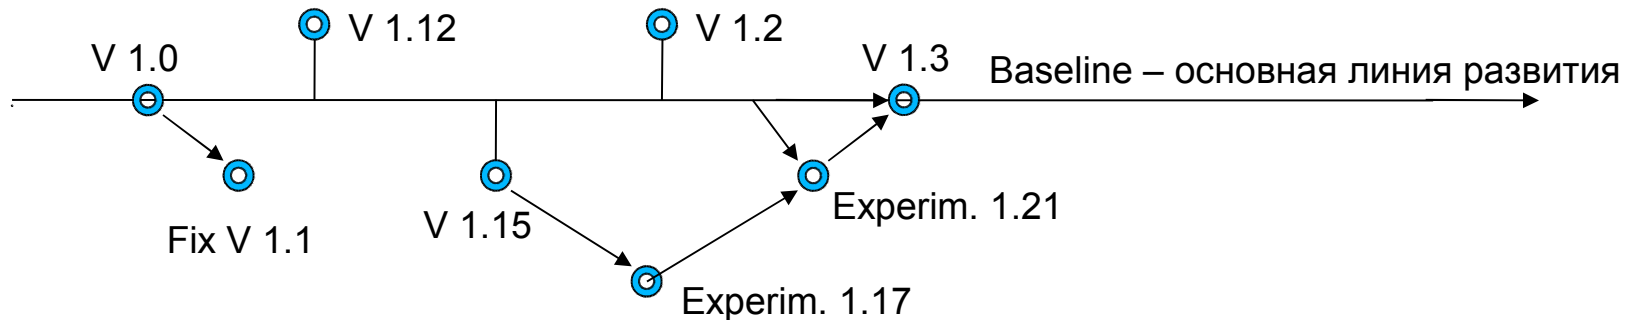 V 1.12
V 1.2
V 1.0
V 1.3
Baseline – основная линия развития
Experim. 1.21
V 1.15
Fix V 1.1
Experim. 1.17